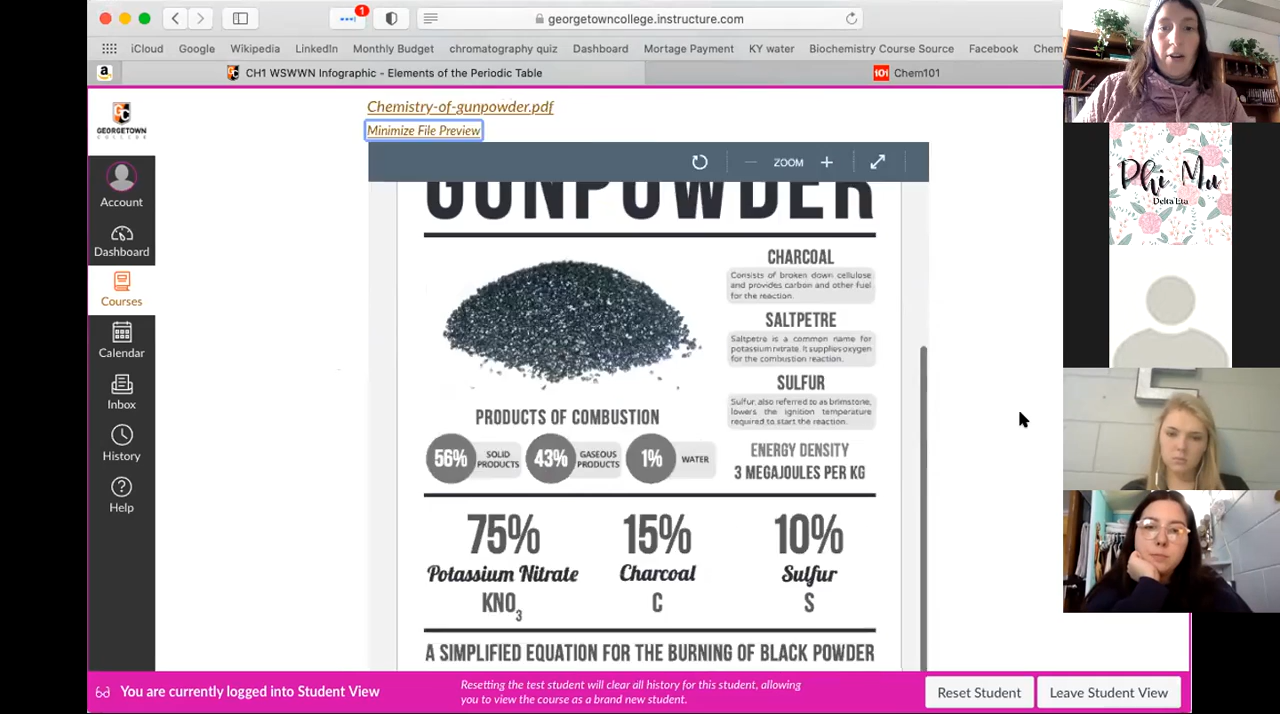 1
georgetowncollege.instructure.com
iCloud Google Wikipedia LinkedIn Monthly Budget chromatography quiz Dashboard Mortage Payment KY water Biochemistry Course Source Facebook Chem
a CH1 WSWWN Infographic - Elements of the Periodic Table 101 Chem101
GC
GEORGETOWN
COLLEGE
Account
Dashboard
Courses
Calendar
Inbox
History
Help
Chemistry-of-gunpowder.pdf
Minimize File Preview
ZOOM
GUNPOWDER
CHARCOAL
Consists of broken down cellulose
and provides carbon and other fuel
for the reaction.
SALTPETRE
Saltpetre is a common name for
potassium nitrate. It supplies oxygen
for the combustion reaction.
SULFUR
Sulfur, also referred to as brimstone,
lowers the ignition temperature
required to start the reaction.
PRODUCTS OF COMBUSTION
56% SOLID
PRODUCTS
43% GASEOUS
PRODUCTS
1% WATER
ENERGY DENSITY
3 MEGAJOULES PER KG
75% 15% 10%
Potassium Nitrate Charcoal Sulfur
KNO3 C S
A SIMPLIFIED EQUATION FOR THE BURNING OF BLACK POWDER
You are currently logged into Student View
Resetting the test student will clear all history for this student, allowing
you to view the course as a brand new student.
Reset Student Leave Student View
Phi Mu
Delta Eta